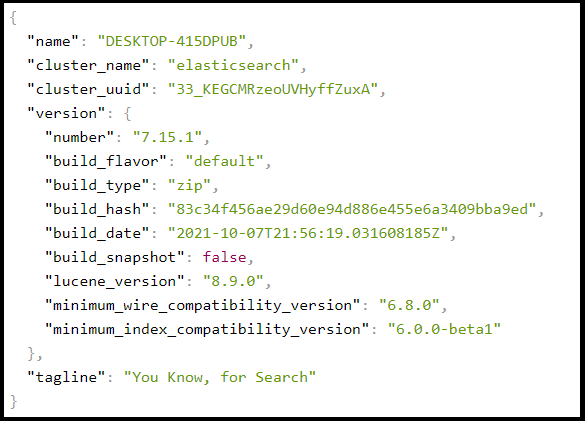 {
  "name": "DESKTOP-415DPUB",
  "cluster_name": "elasticsearch",
  "cluster_uuid": "33_KEGCMRzeoUVHyffZuxA",
  "version": {
    "number": "7.15.1",
    "build_flavor": "default",
    "build_type": "zip",
    "build_hash": "83c34f456ae29d60e94d886e455e6a3409bba9ed",
    "build_date": "2021-10-07T21:56:19.031608185Z",
    "build_snapshot": false,
    "lucene_version": "8.9.0",
    "minimum_wire_compatibility_version": "6.8.0",
    "minimum_index_compatibility_version": "6.0.0-beta1"
  },
  "tagline": "You Know, for Search"
}